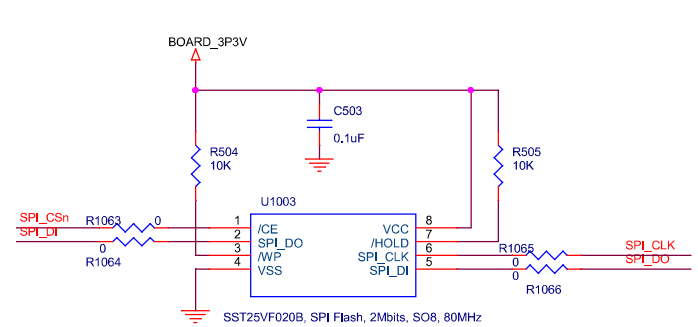 BOARD_3P3V
C503
0.1uF
R504
10K
R505
10K
U1003
SPI_CSn
R1063
0
SPI_DI
0
R1064
1
/CE
2
SPI_DO
3
/WP
4
VSS
VCC
8
/HOLD
7
SPI_CLK
6
SPI_DI
5
R1065
0
SPI_CLK
SPI_DO
0
R1066
SST25VF020B, SPI Flash, 2Mbits, SO8, 80MHz